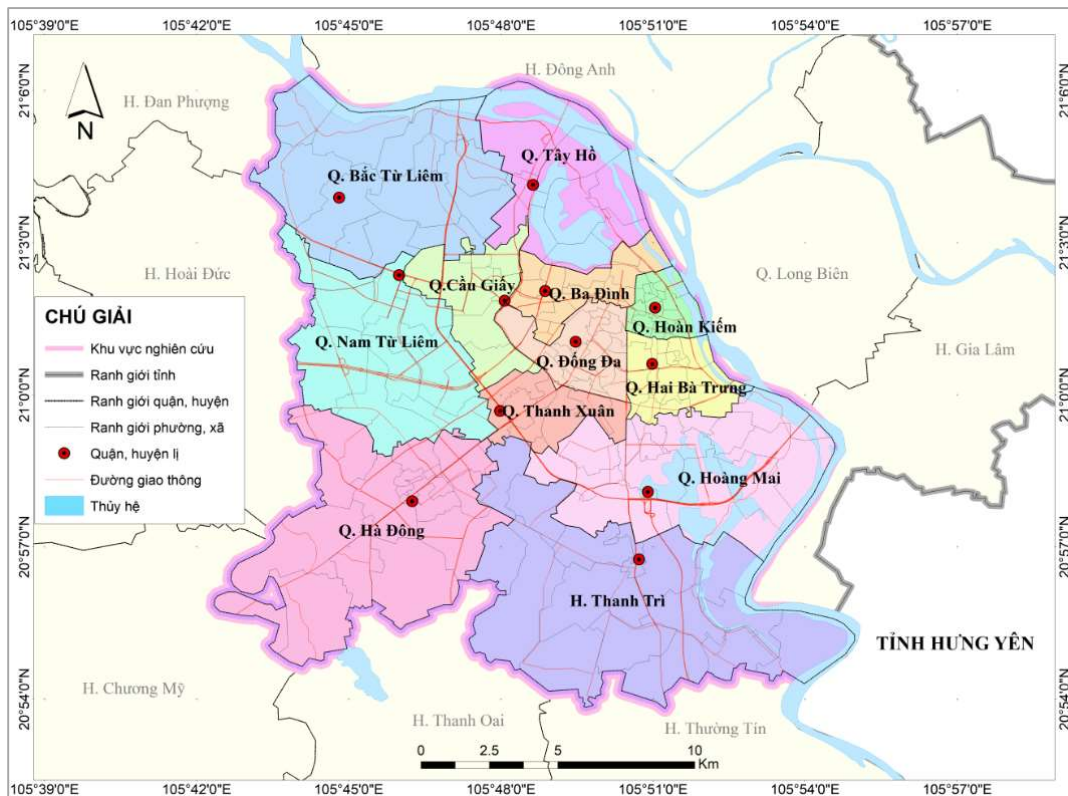 105°39'0"E 105°42'0"E 105°45'0"E 105°48'0"E 105°51'0"E 105°54'0"E 105°57'0"E
21°6'0"N
21°3'0"N
21°0'0"N
20°57'0"N
20°54'0"N
21°6'0"N
21°3'0"N
21°0'0"N
20°57'0"N
20°54'0"N
N
H. Đông Anh
H. Đan Phượng
Q. Tây Hồ
Q. Bắc Từ Liêm
H. Hoài Đức
Q. Long Biên
Q.Cầu Giấy
Q. Ba Đình
Q. Hoàn Kiếm
Q. Nam Từ Liêm
H. Gia Lâm
Q. Đống Đa
Q. Hai Bà Trưng
Q. Thanh Xuân
CHÚ GIẢI
Khu vực nghiên cứu
Ranh giới tỉnh
Ranh giới quận, huyện
Ranh giới phường, xã
Quận, huyện lị
Đường giao thông
Thủy hệ
Q. Hoàng Mai
Q. Hà Đông
H. Thanh Trì
TỈNH HƯNG YÊN
H. Chương Mỹ
H. Thanh Oai
H. Thường Tín
0 2.5 5 10
Km
105°39'0"E 105°42'0"E 105°45'0"E 105°48'0"E 105°51'0"E 105°54'0"E 105°57'0"E